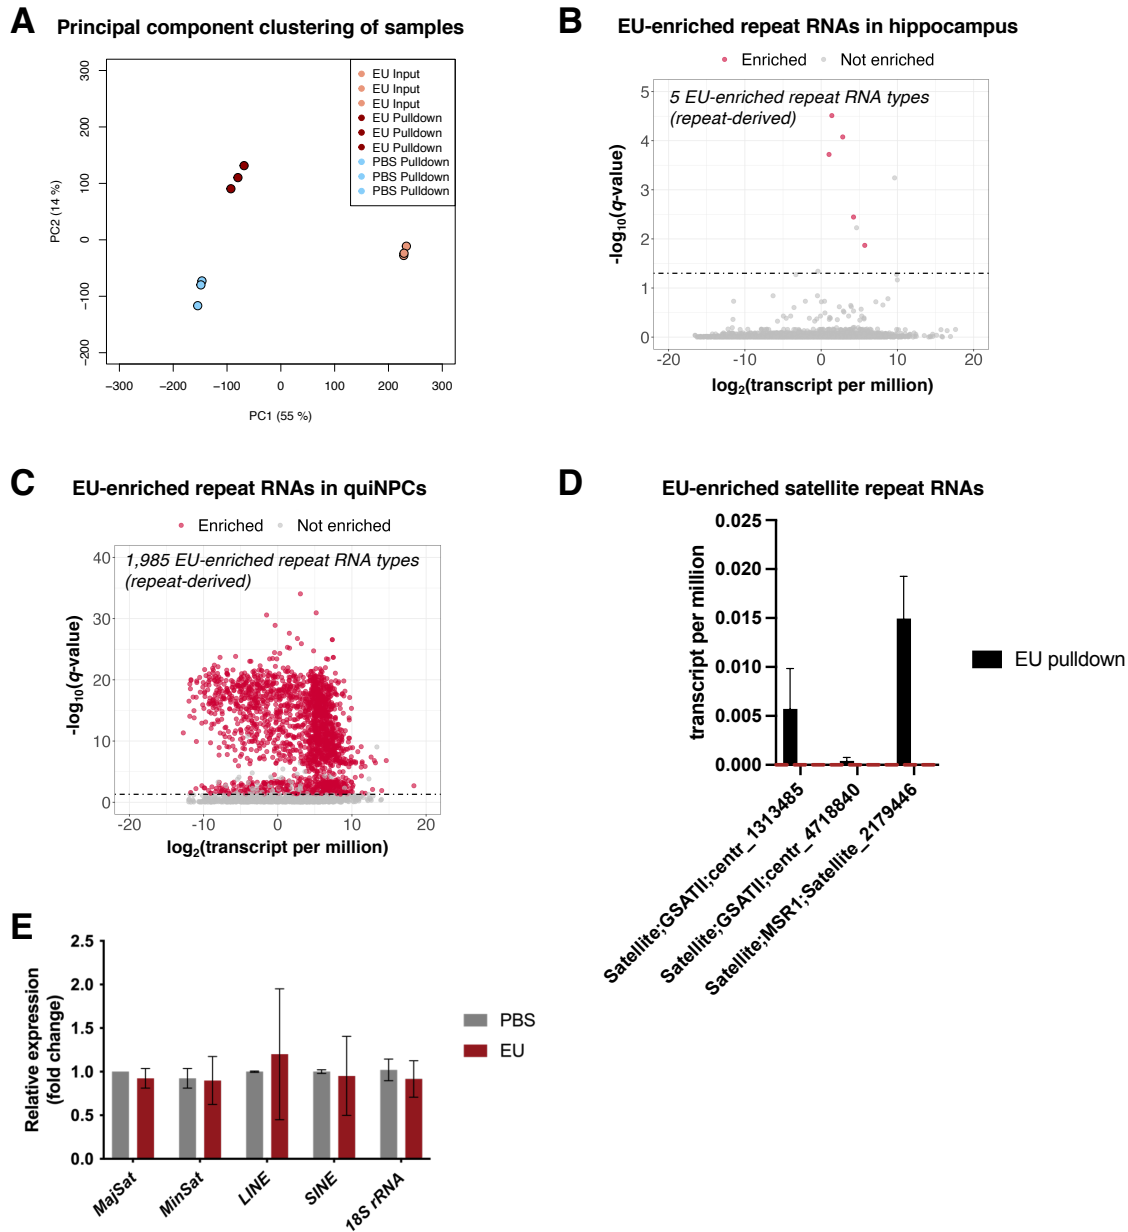 A
Principal component clustering of samples
EU Input
EU Input
EU Input
EU Pulldown
EU Pulldown
EU Pulldown
PBS Pulldown
PBS Pulldown
PBS Pulldown
300
200
100
0
−100
−200
PC2 (14 %)
−300
−200
−100
0
100
200
300
PC1 (55 %)
B
EU-enriched repeat RNAs in hippocampus
Enriched Not enriched
5 EU-enriched repeat RNA types
(repeat-derived)
5
4
3
2
1
0
-log10(q-value)
-20
-10
0
10
20
log2(transcript per million)
C
EU-enriched repeat RNAs in quiNPCs
Enriched Not enriched
1,985 EU-enriched repeat RNA types
(repeat-derived)
40
30
20
10
0
-log10(q-value)
-20
-10
0
10
20
log2(transcript per million)
D
EU-enriched satellite repeat RNAs
0.025
0.020
0.015
0.010
0.005
0.000
transcript per million
EU pulldown
Satellite;GSATII;centr_1313485
Satellite;GSATII;centr_4718840
Satellite;MSR1;Satellite_2179446
E
2.5
2.0
1.5
1.0
0.5
0.0
Relative expression
(fold change)
PBS
EU
MajSat
MinSat
LINE
SINE
18S rRNA